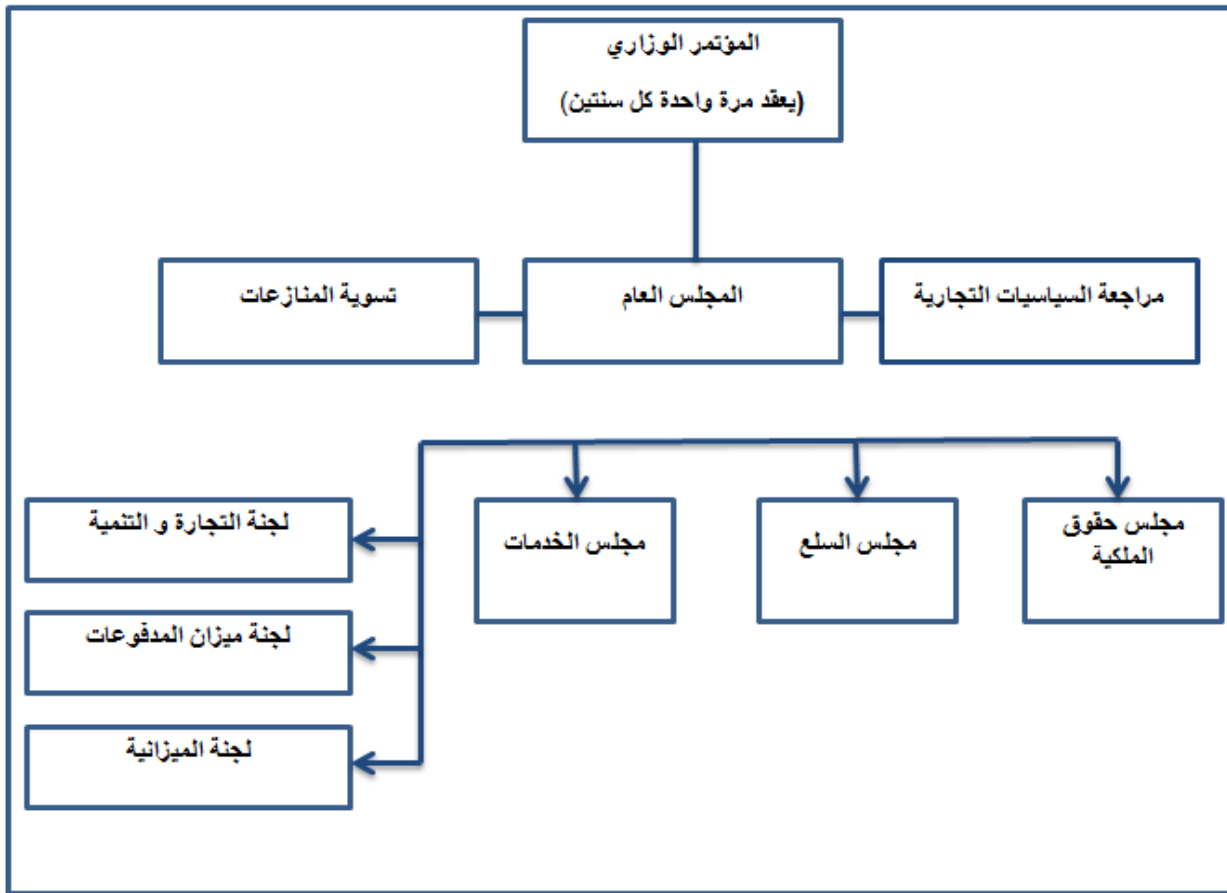 المؤتمر الوزاري
(يعقد مرة واحدة كل سنتين)
مراجعة السياسيات التجارية
المجلس العام
تسوية المنازعات
مجلس حقوق
الملكية
مجلس السلع
مجلس الخدمات
لجنة التجارة و التنمية
لجنة ميزان المدفوعات
لجنة الميزانية